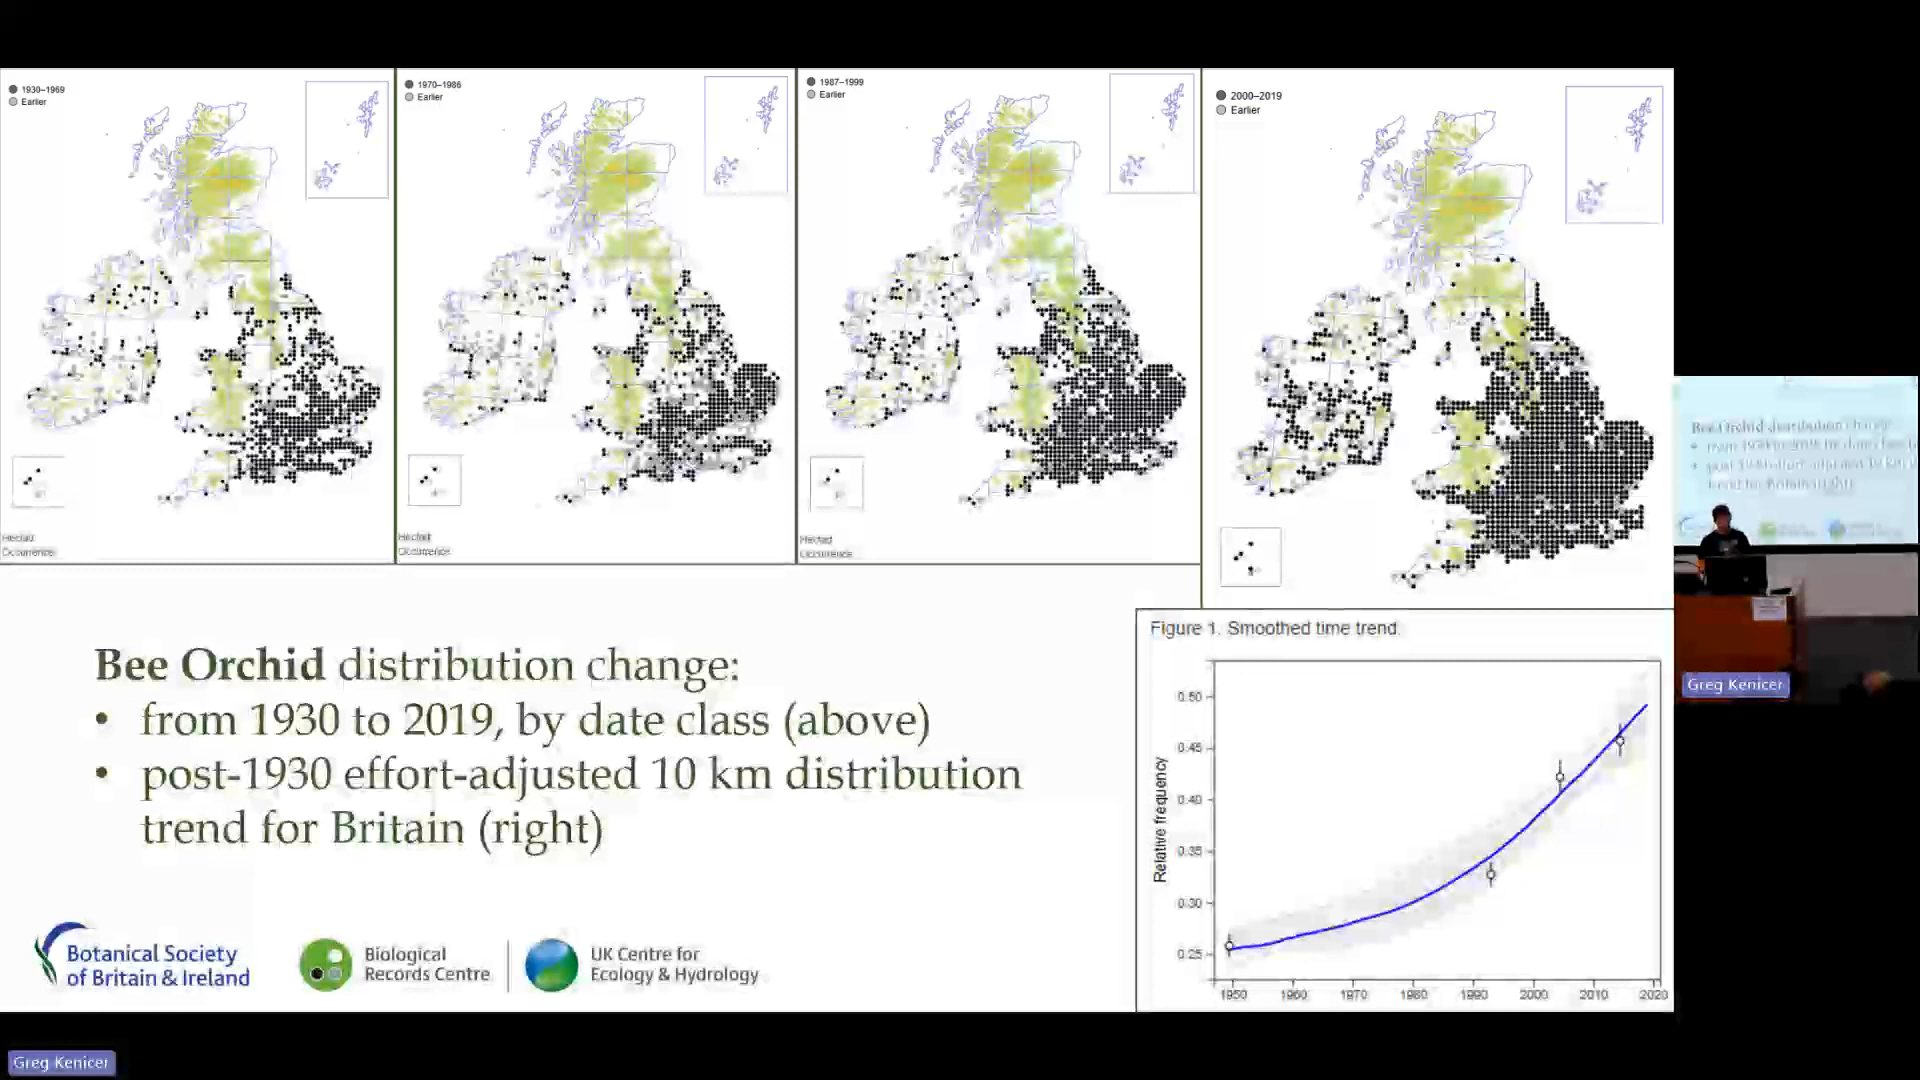 1930–1969
Earlier
1970–1986
Earlier
1987–1999
Earlier
2000–2019
Earlier
Hectad
Occurrence
Hectad
Occurrence
Hectad
Occurrence
Bee Orchid distribution change:
• from 1930 to 2019, by date class (above)
• post-1930 effort-adjusted 10 km distribution
trend for Britain (right)
Botanical Society
of Britain & Ireland
Biological
Records Centre
UK Centre for
Ecology & Hydrology
Figure 1. Smoothed time trend.
Relative frequency
0.50
0.45
0.40
0.35
0.30
0.25
1950 1960 1970 1980 1990 2000 2010 2020
Bee Orchid distribution change
Greg Kenicer
Greg Kenicer